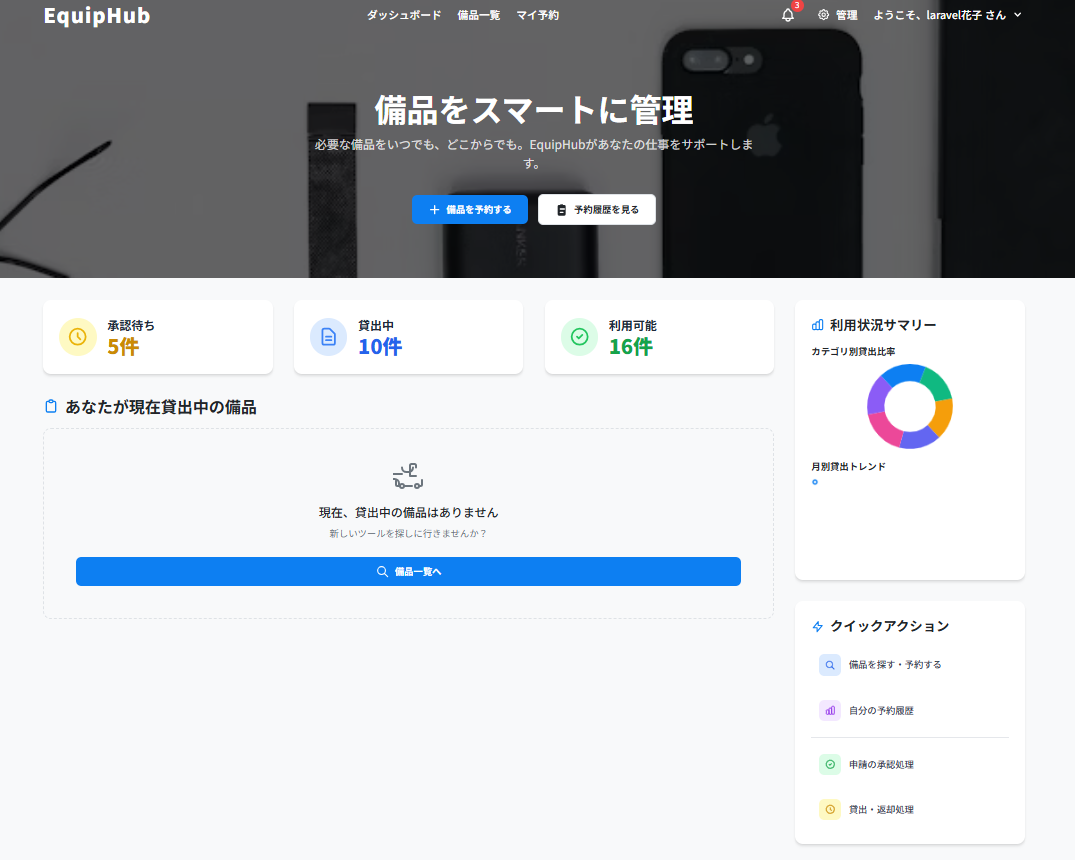 EquipHub
ダッシュボード 備品一覧 マイ予約
3
管理
ようこそ、laravel花子 さん
備品をスマートに管理
必要な備品をいつでも、どこからでも。EquipHubがあなたの仕事をサポートしま
す。
備品を予約する
予約履歴を見る
ANKER
承認待ち
5件
貸出中
10件
利用可能
16件
あなたが現在貸出中の備品
現在、貸出中の備品はありません
新しいツールを探しに行きませんか？
備品一覧へ
利用状況サマリー
カテゴリ別貸出比率
月別貸出トレンド
クイックアクション
備品を探す・予約する
自分の予約履歴
申請の承認処理
貸出・返却処理